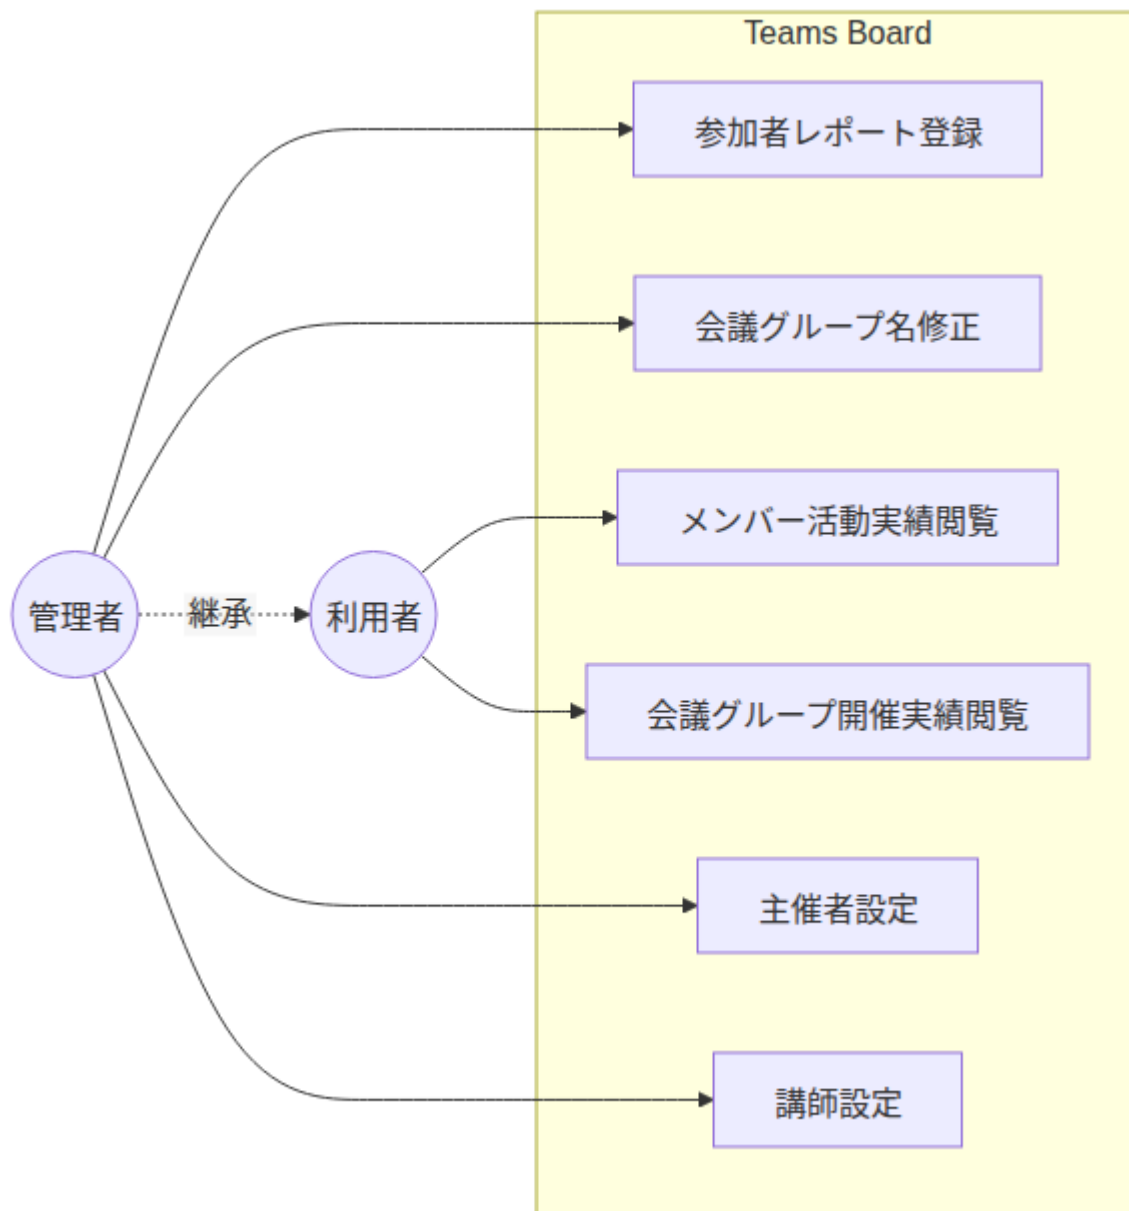 Teams Board
参加者レポート登録
会議グループ名修正
メンバー活動実績閲覧
管理者
継承
利用者
会議グループ開催実績閲覧
主催者設定
講師設定